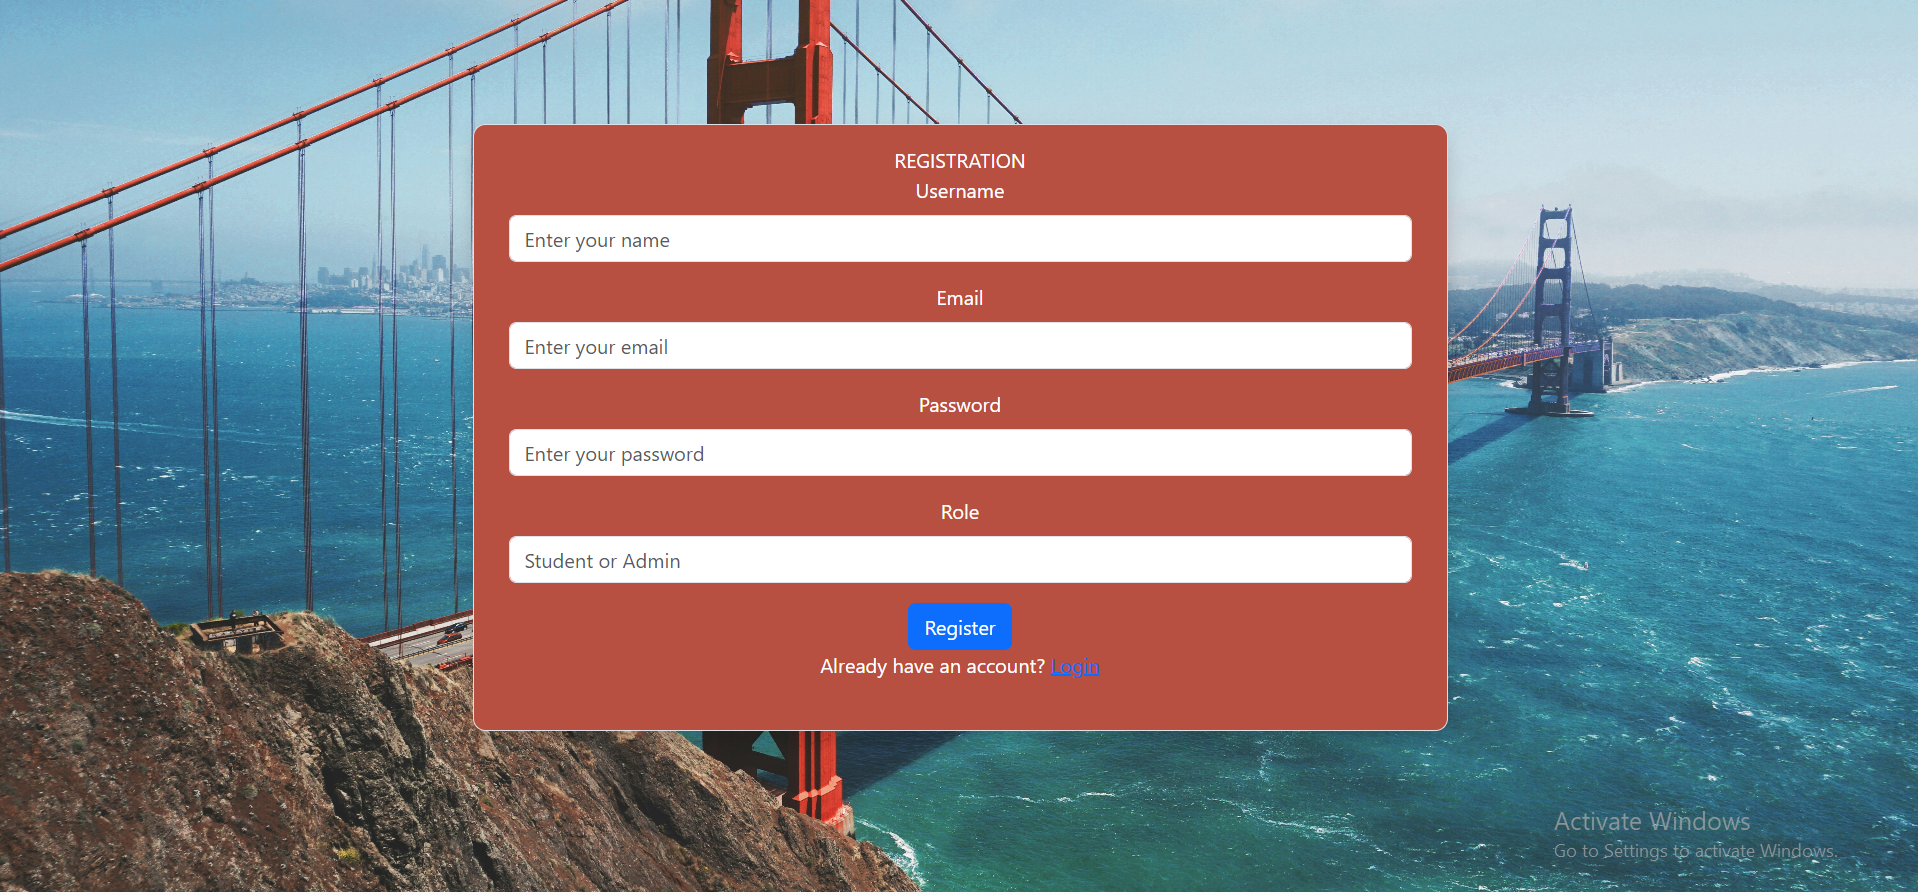 REGISTRATION
Username
Enter your name
Email
Enter your email
Password
Enter your password
Role
Student or Admin
Register
Already have an account? Login
Activate Windows
Go to Settings to activate Windows.